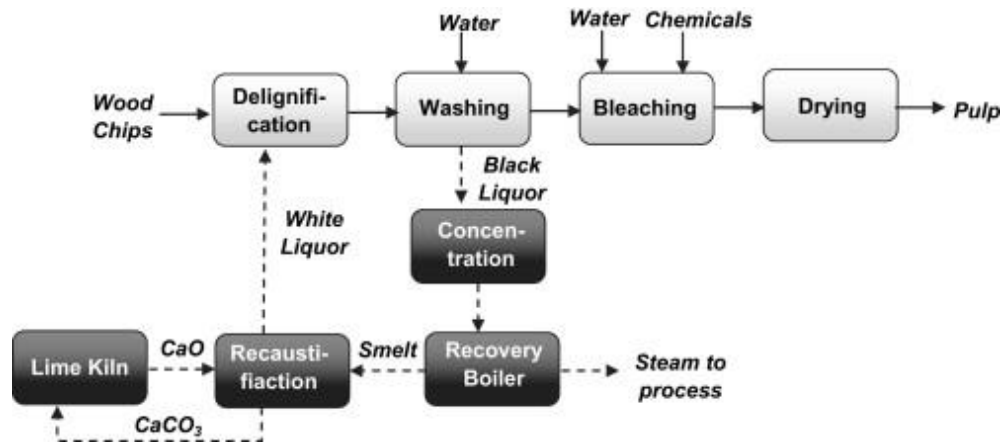 Water
Water
Chemicals
Wood
Chips
Delignifi-
cation
Washing
Bleaching
Drying
Pulp
Black
Liquor
White
Liquor
Concen-
tration
Lime Kiln
CaO
Recausti-
fiaction
Smelt
Recovery
Boiler
Steam to
process
CaCO₃